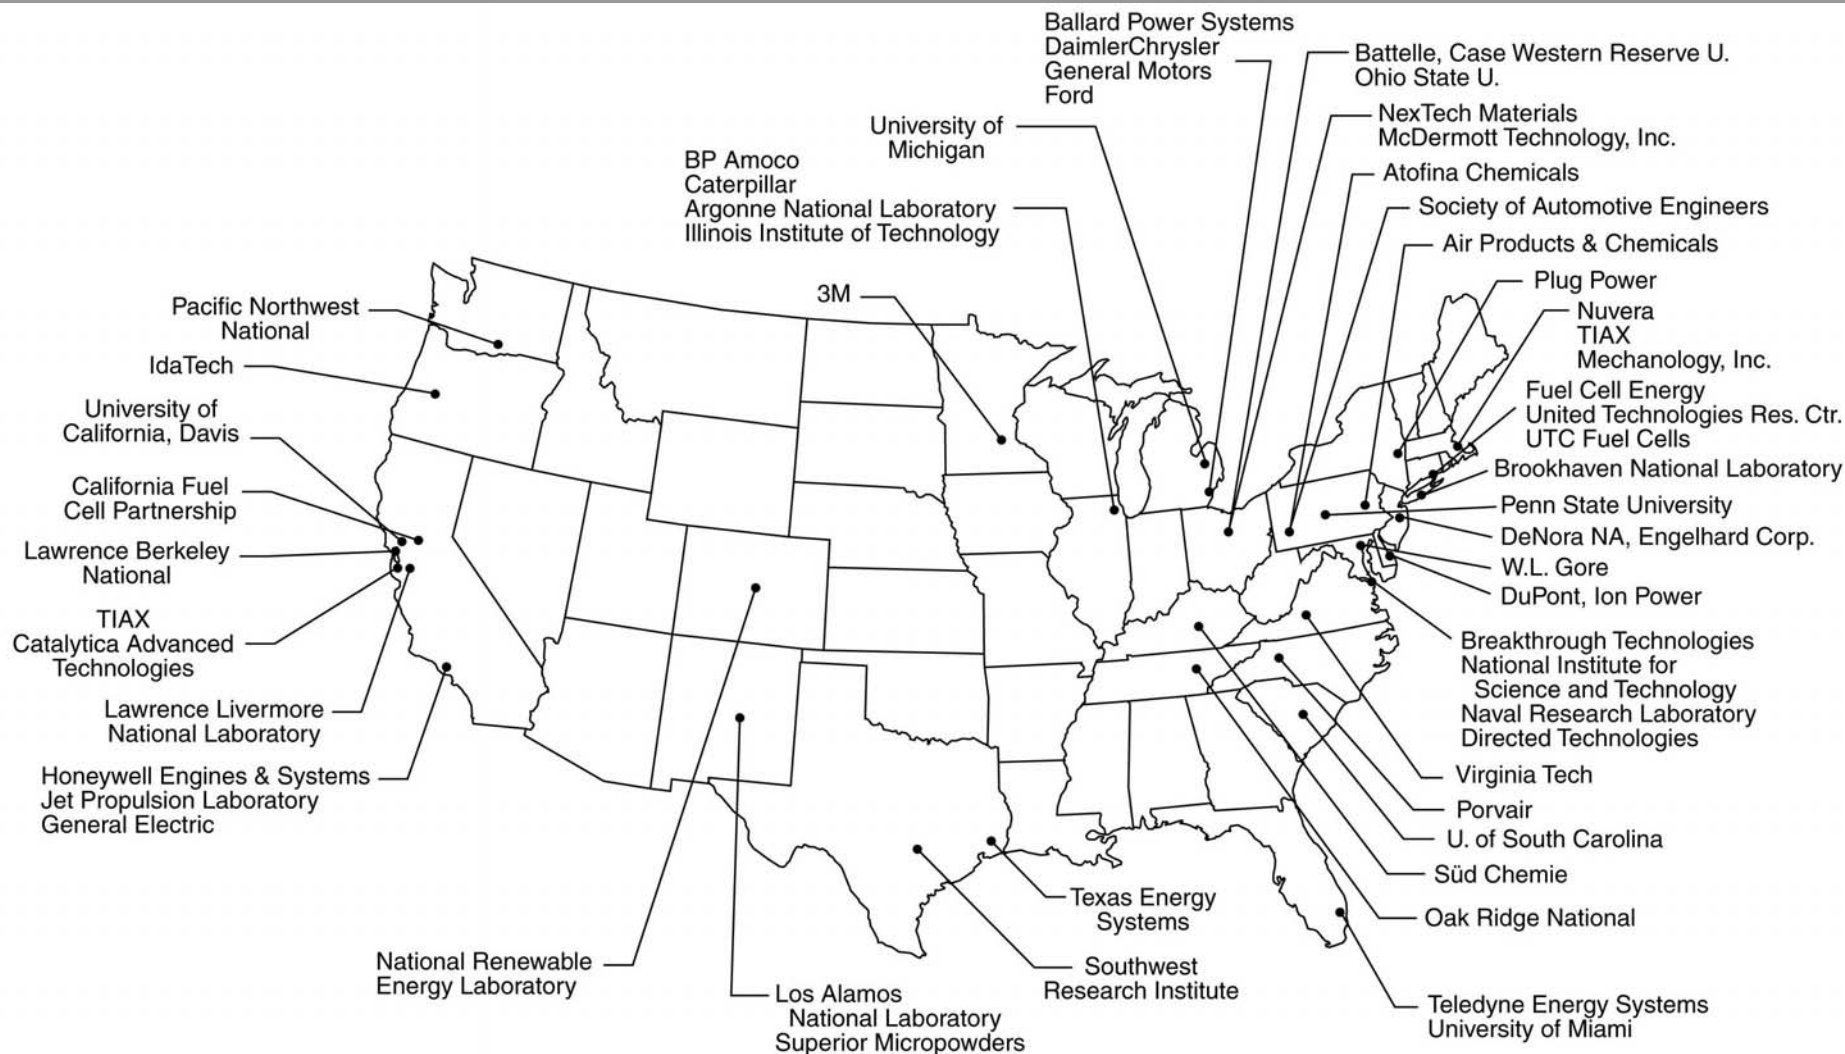 Ballard Power Systems
DaimlerChrysler
General Motors
Ford
Battelle, Case Western Reserve U.
Ohio State U.
NexTech Materials
McDermott Technology, Inc.
University of
Michigan
BP Amoco
Caterpillar
Argonne National Laboratory
Illinois Institute of Technology
Atofina Chemicals
Society of Automotive Engineers
Air Products & Chemicals
3M
Plug Power
Nuvera
TIAX
Mechanology, Inc.
Fuel Cell Energy
United Technologies Res. Ctr.
UTC Fuel Cells
Brookhaven National Laboratory
Penn State University
DeNora NA, Engelhard Corp.
W.L. Gore
DuPont, Ion Power
Breakthrough Technologies
National Institute for
Science and Technology
Naval Research Laboratory
Directed Technologies
Virginia Tech
Porvair
U. of South Carolina
Süd Chemie
Oak Ridge National
Teledyne Energy Systems
University of Miami
Pacific Northwest
National
IdaTech
University of
California, Davis
California Fuel
Cell Partnership
Lawrence Berkeley
National
TIAX
Catalytica Advanced
Technologies
Lawrence Livermore
National Laboratory
Honeywell Engines & Systems
Jet Propulsion Laboratory
General Electric
National Renewable
Energy Laboratory
Los Alamos
National Laboratory
Superior Micropowders
Texas Energy
Systems
Southwest
Research Institute